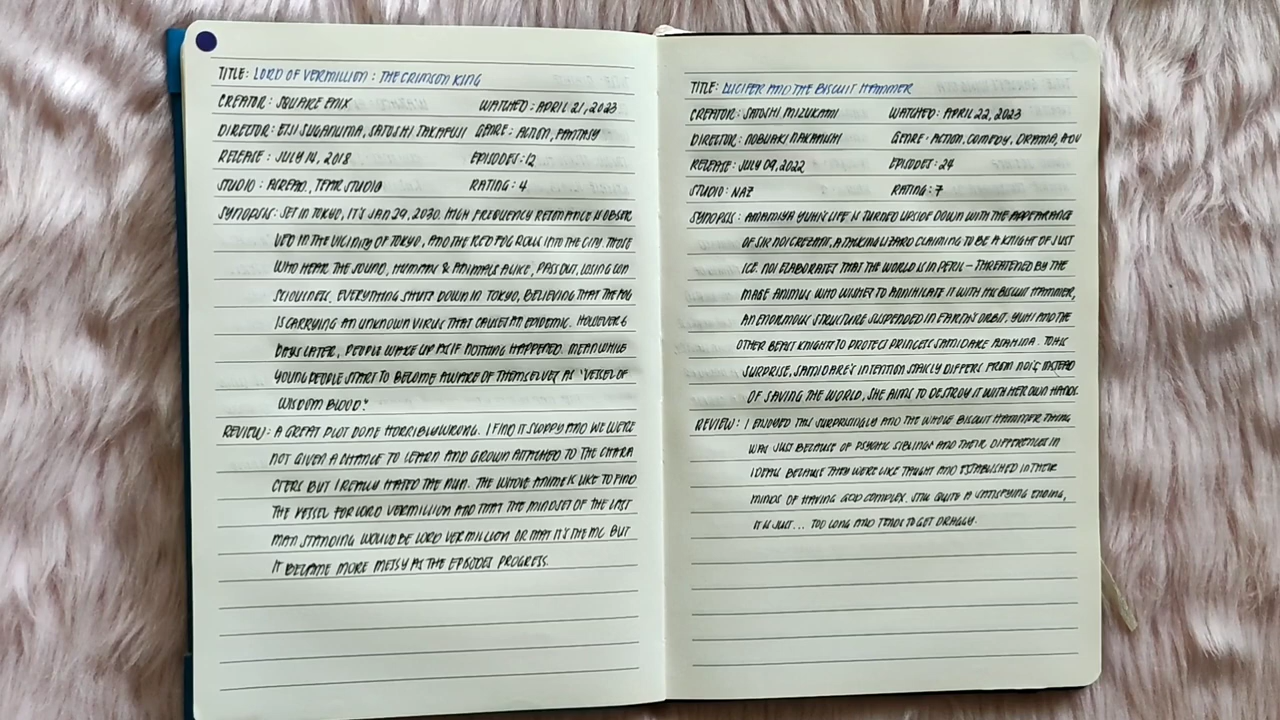 TITLE: LORD OF VERMILLION: THE CRIMSON KING
CREATOR: SQUARE ENIX WATCHED: APRIL 21, 2023
DIRECTOR: EIJI SUGANUMA, SATOSHI TAKAFUJI GENRE: ACTION, FANTASY
RELEASE: JULY 14, 2018 EPISODES: 12
STUDIO: ASREAD, TEAR STUDIO RATING: 4
SYNOPSIS: SET IN TOKYO, IT'S JAN 29, 2030. HIGH FREQUENCY RESONANCE IS OBSER
VED IN THE VICINITY OF TOKYO, AND THE RED FOG ROLLS INTO THE CITY. THOSE
WHO HEAR THE SOUND, HUMANS & ANIMALS ALIKE, PASS OUT, LOSING CON
SCIOUSNESS. EVERYTHING SHUTS DOWN IN TOKYO, BELIEVING THAT THE FOG
IS CARRYING AN UNKNOWN VIRUS THAT CAUSES AN EPIDEMIC. HOWEVER 6
DAYS LATER, PEOPLE WAKE UP AS IF NOTHING HAPPENED. MEANWHILE
YOUNG PEOPLE START TO BECOME AWARE OF THEMSELVES AS "VESSEL OF
WISDOM BLOOD."
REVIEW: A GREAT PLOT DONE HORRIBLY WRONG. I FIND IT SLOPPY AND WE WERE
NOT GIVEN A CHANCE TO LEARN AND GROWN ATTACHED TO THE CHARA
CTERS BUT I REALLY HATED THE NUN. THE WHOLE ANIME IS LIKE TO FIND
THE VESSEL FOR LORD VERMILLION AND THAT THE MINDSET OF THE LAST
MAN STANDING WOULD BE LORD VERMILLION OR THAT IT'S THE MC BUT
IT BECAME MORE MESSY AS THE EPISODES PROGRESS.
TITLE: LUCIFER AND THE BISCUIT HAMMER
CREATOR: SATOSHI MIZUKAMI WATCHED: APRIL 22, 2023
DIRECTOR: NOBUAKI NAKANISHI GENRE: ACTION, COMEDY, DRAMA, ADV
RELEASE: JULY 09, 2022 EPISODES: 24
STUDIO: NAZ RATING: 7
SYNOPSIS: AMAMIYA YUHI'S LIFE IS TURNED UPSIDE DOWN WITH THE APPEARANCE
OF SIR NOI CREZANT, A TALKING LIZARD CLAIMING TO BE A KNIGHT OF JUST
ICE. NOI ELABORATES THAT THE WORLD IS IN PERIL - THREATENED BY THE
MAGE ANIMUS WHO WISHES TO ANNIHILATE IT WITH HIS BISCUIT HAMMER,
AN ENORMOUS STRUCTURE SUSPENDED IN EARTH'S ORBIT. YUHI AND THE
OTHER BEAST KNIGHT TO PROTECT PRINCESS SAMIDARE ASAHINA. TO HIS
SURPRISE, SAMIDARE'S INTENTION STARKLY DIFFERS FROM NOI'S, INSTEAD
OF SAVING THE WORLD, SHE AIMS TO DESTROY IT WITH HER OWN HANDS.
REVIEW: I ENJOYED THIS SURPRISINGLY AND THE WHOLE BISCUIT HAMMER THING
WAS JUST BECAUSE OF PSYCHIC SIBLINGS AND THEIR DIFFERENCES IN
IDEALS BECAUSE THEY WERE LIKE TAUGHT AND ESTABLISHED IN THEIR
MINDS OF HAVING GOD COMPLEX. STILL QUITE A SATISFYING ENDING,
IT IS JUST... TOO LONG AND TENDS TO GET DRAGGY.